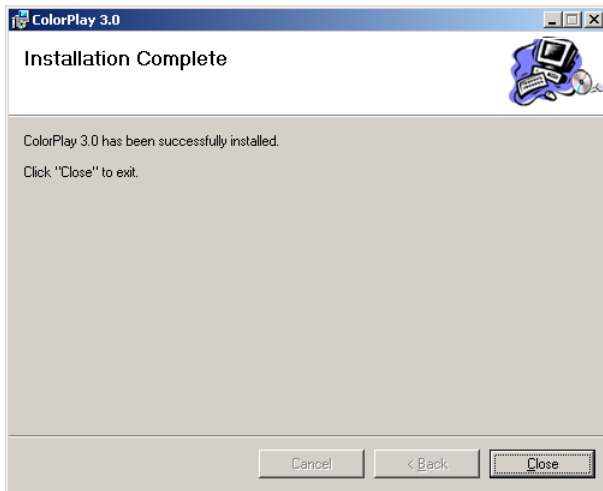 ColorPlay 3.0
Installation Complete
ColorPlay 3.0 has been successfully installed.
Click "Close" to exit.
Cancel
< Back
Close